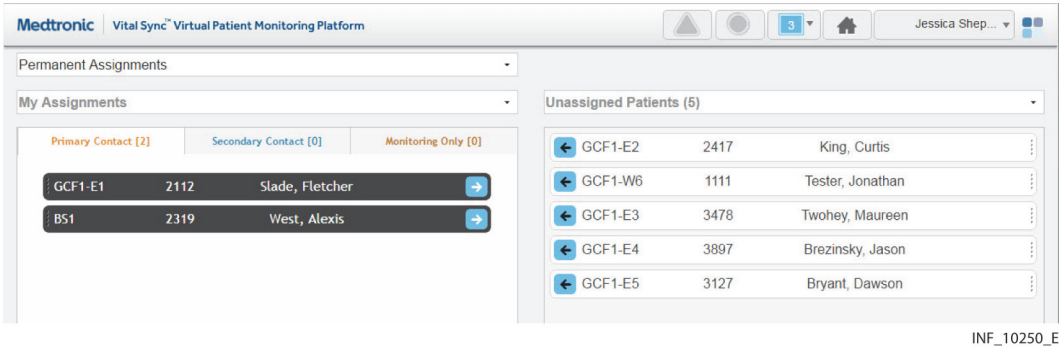 Medtronic Vital Sync™ Virtual Patient Monitoring Platform 3 Jessica Shep...
Permanent Assignments
My Assignments
Primary Contact [2] Secondary Contact [0] Monitoring Only [0]
GCF1-E1 2112 Slade, Fletcher
BS1 2319 West, Alexis
Unassigned Patients (5)
GCF1-E2 2417 King, Curtis
GCF1-W6 1111 Tester, Jonathan
GCF1-E3 3478 Twohey, Maureen
GCF1-E4 3897 Brezinsky, Jason
GCF1-E5 3127 Bryant, Dawson
INF_10250_E